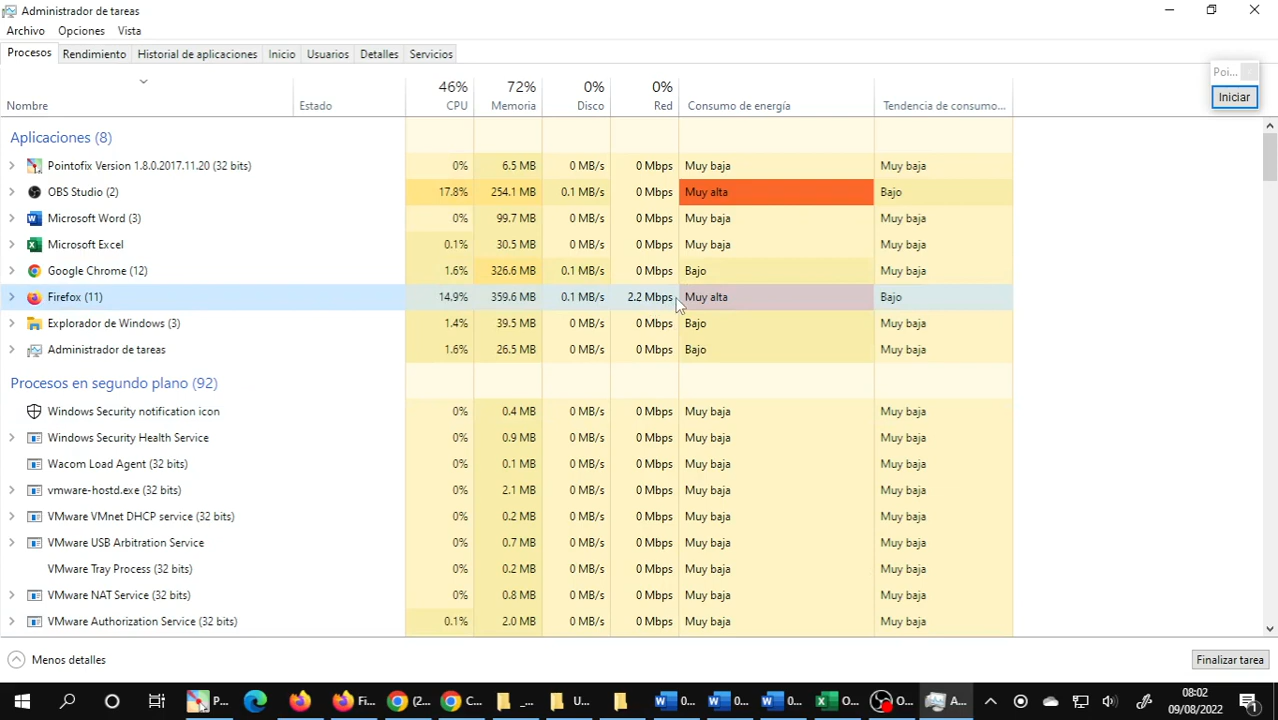 Administrador de tareas
Archivo Opciones Vista
Procesos Rendimiento Historial de aplicaciones Inicio Usuarios Detalles Servicios
Poi...
Iniciar
46% 72% 0% 0%
Nombre Estado CPU Memoria Disco Red Consumo de energía Tendencia de consumo...
Aplicaciones (8)
Pointofix Version 1.8.0.2017.11.20 (32 bits) 0% 6.5 MB 0 MB/s 0 Mbps Muy baja Muy baja
OBS Studio (2) 17.8% 254.1 MB 0.1 MB/s 0 Mbps Muy alta Bajo
Microsoft Word (3) 0% 99.7 MB 0 MB/s 0 Mbps Muy baja Muy baja
Microsoft Excel 0.1% 30.5 MB 0 MB/s 0 Mbps Muy baja Muy baja
Google Chrome (12) 1.6% 326.6 MB 0.1 MB/s 0 Mbps Bajo Muy baja
Firefox (11) 14.9% 359.6 MB 0.1 MB/s 2.2 Mbps Muy alta Bajo
Explorador de Windows (3) 1.4% 39.5 MB 0 MB/s 0 Mbps Bajo Muy baja
Administrador de tareas 1.6% 26.5 MB 0 MB/s 0 Mbps Bajo Muy baja
Procesos en segundo plano (92)
Windows Security notification icon 0% 0.4 MB 0 MB/s 0 Mbps Muy baja Muy baja
Windows Security Health Service 0% 0.9 MB 0 MB/s 0 Mbps Muy baja Muy baja
Wacom Load Agent (32 bits) 0% 0.1 MB 0 MB/s 0 Mbps Muy baja Muy baja
vmware-hostd.exe (32 bits) 0% 2.1 MB 0 MB/s 0 Mbps Muy baja Muy baja
VMware VMnet DHCP service (32 bits) 0% 0.2 MB 0 MB/s 0 Mbps Muy baja Muy baja
VMware USB Arbitration Service 0% 0.7 MB 0 MB/s 0 Mbps Muy baja Muy baja
VMware Tray Process (32 bits) 0% 0.2 MB 0 MB/s 0 Mbps Muy baja Muy baja
VMware NAT Service (32 bits) 0% 0.8 MB 0 MB/s 0 Mbps Muy baja Muy baja
VMware Authorization Service (32 bits) 0.1% 2.0 MB 0 MB/s 0 Mbps Muy baja Muy baja
Menos detalles Finalizar tarea
P... Fi... (2... C... _... U... 0... 0... 0... O... O... A... 08:02
09/08/2022
1